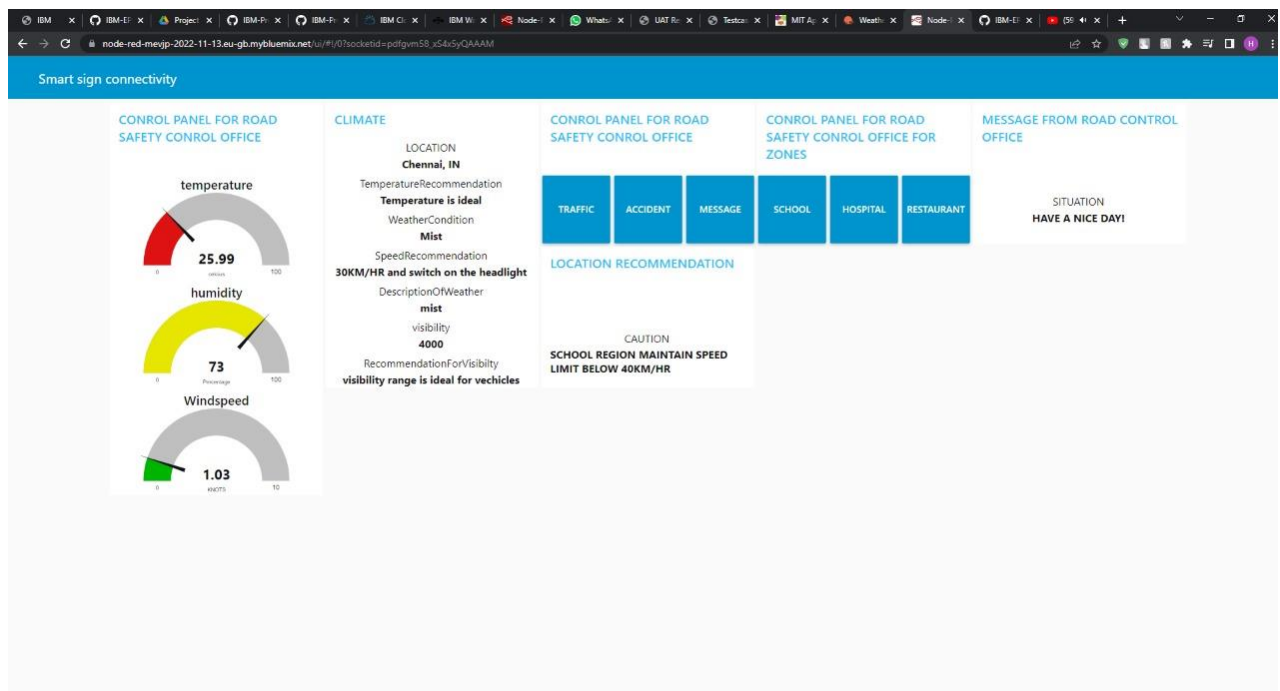 IBM
IBM-EF
Project
IBM-Pr
IBM-Pr
IBM Cl
IBM W
Node-
Whats
UAT Re
Testcas
MIT Ap
Weath
Node-
IBM-EF
(59
node-red-mevjp-2022-11-13.eu-gb.mybluemix.net/ui/#!/0?socketid=pdfgvm58_xS4x5yQAAAM
H
Smart sign connectivity
CONROL PANEL FOR ROAD
SAFETY CONROL OFFICE
temperature
25.99
0
celsius
100
humidity
73
0
Percentage
100
Windspeed
1.03
0
KNOTS
10
CLIMATE
LOCATION
Chennai, IN
TemperatureRecommendation
Temperature is ideal
WeatherCondition
Mist
SpeedRecommendation
30KM/HR and switch on the headlight
DescriptionOfWeather
mist
visibility
4000
RecommendationForVisibilty
visibility range is ideal for vechicles
CONROL PANEL FOR ROAD
SAFETY CONROL OFFICE
TRAFFIC
ACCIDENT
MESSAGE
LOCATION RECOMMENDATION
CAUTION
SCHOOL REGION MAINTAIN SPEED
LIMIT BELOW 40KM/HR
CONROL PANEL FOR ROAD
SAFETY CONROL OFFICE FOR
ZONES
SCHOOL
HOSPITAL
RESTAURANT
MESSAGE FROM ROAD CONTROL
OFFICE
SITUATION
HAVE A NICE DAY!